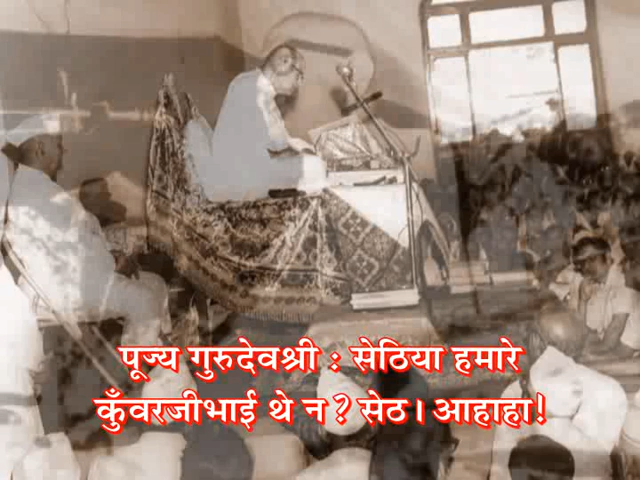 पूज्य गुरुदेवश्री : सेठिया हमारे
कुँवरजीभाई थे न ? सेठ । आहाहा !